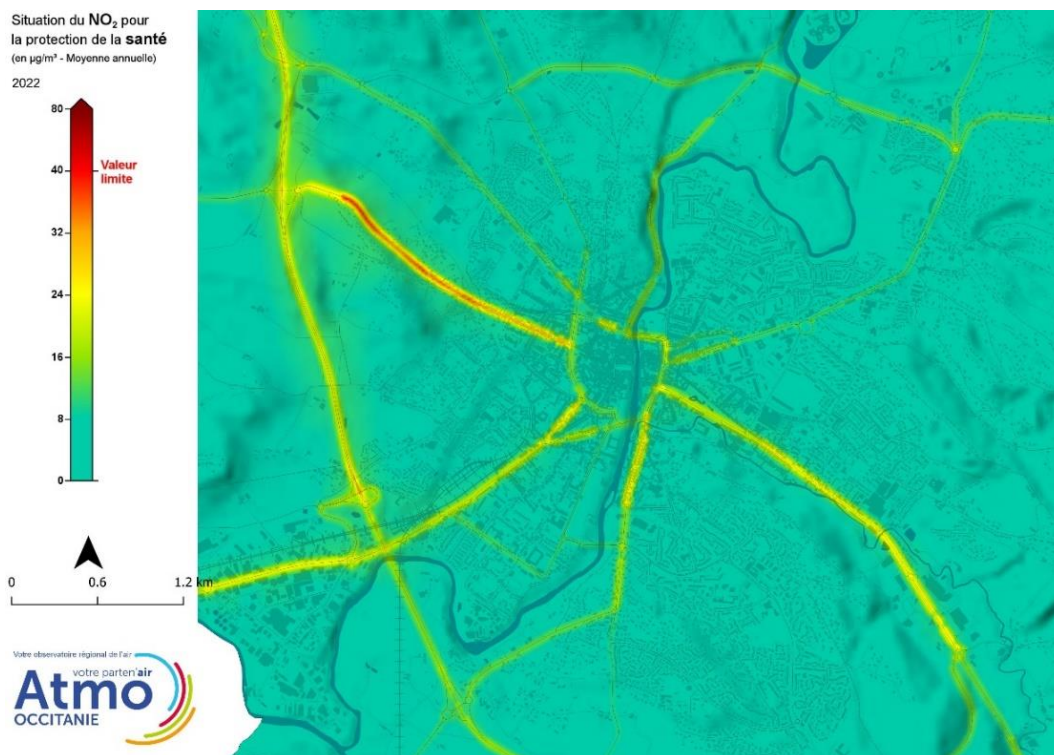 Situation du NO₂ pour
la protection de la santé
(en µg/m³ - Moyenne annuelle)
2022
80
40
Valeur
limite
32
24
16
8
0
0 0.6 1.2 km
Votre observatoire régional de l'air
votre parten'air
Atmo
OCCITANIE